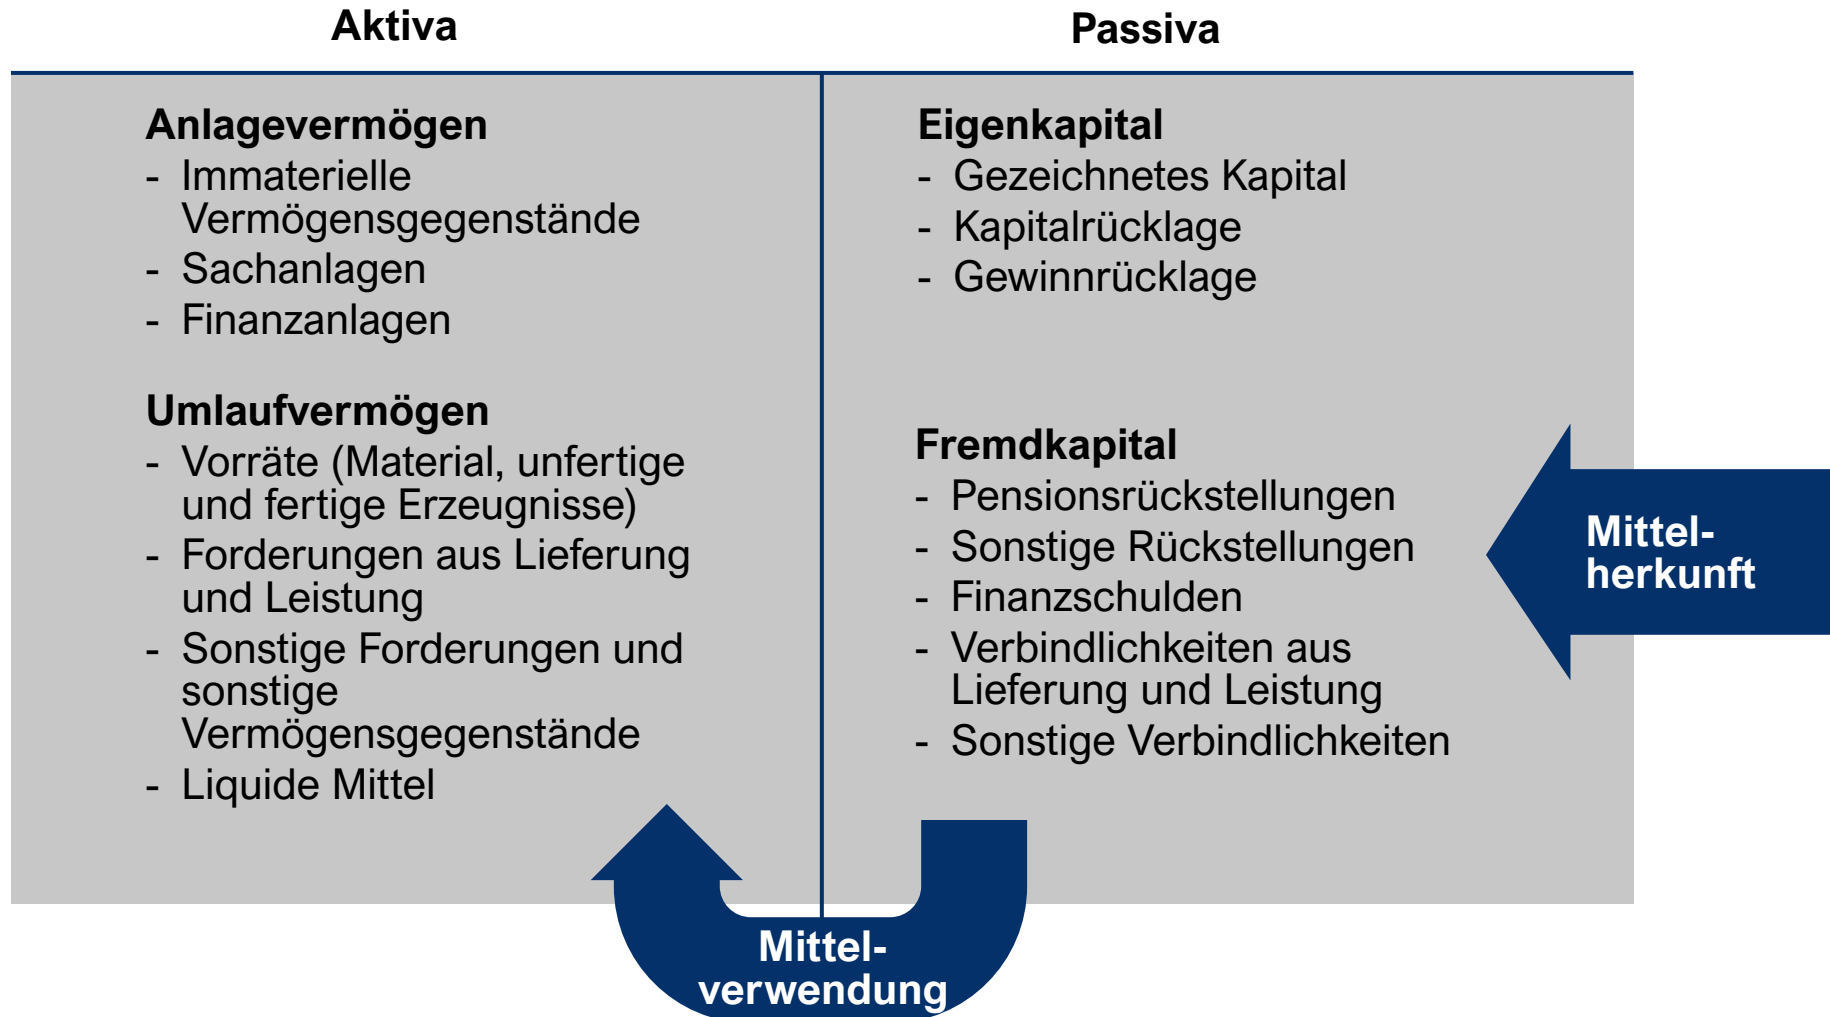 Aktiva
Anlagevermögen
- Immaterielle
Vermögensgegenstände
- Sachanlagen
- Finanzanlagen
Umlaufvermögen
- Vorräte (Material, unfertige
und fertige Erzeugnisse)
- Forderungen aus Lieferung
und Leistung
- Sonstige Forderungen und
sonstige
Vermögensgegenstände
- Liquide Mittel
Passiva
Eigenkapital
- Gezeichnetes Kapital
- Kapitalrücklage
- Gewinnrücklage
Fremdkapital
- Pensionsrückstellungen
- Sonstige Rückstellungen
- Finanzschulden
- Verbindlichkeiten aus
Lieferung und Leistung
- Sonstige Verbindlichkeiten
Mittel-
herkunft
Mittel-
verwendung